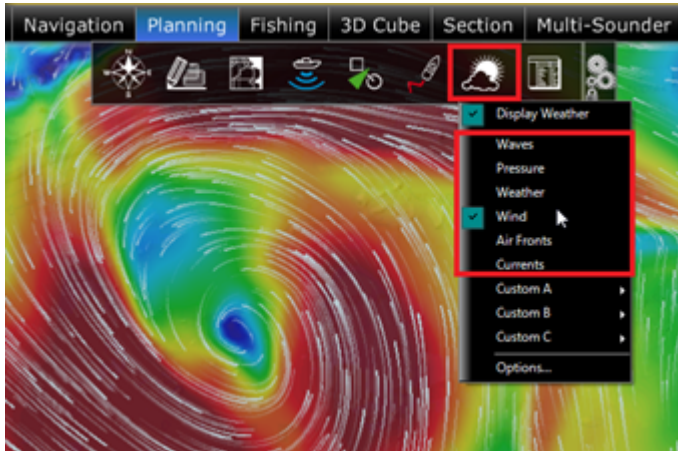 Navigation Planning Fishing 3D Cube Section Multi-Sounder
Display Weather
Waves
Pressure
Weather
Wind
Air Fronts
Currents
Custom A
Custom B
Custom C
Options...